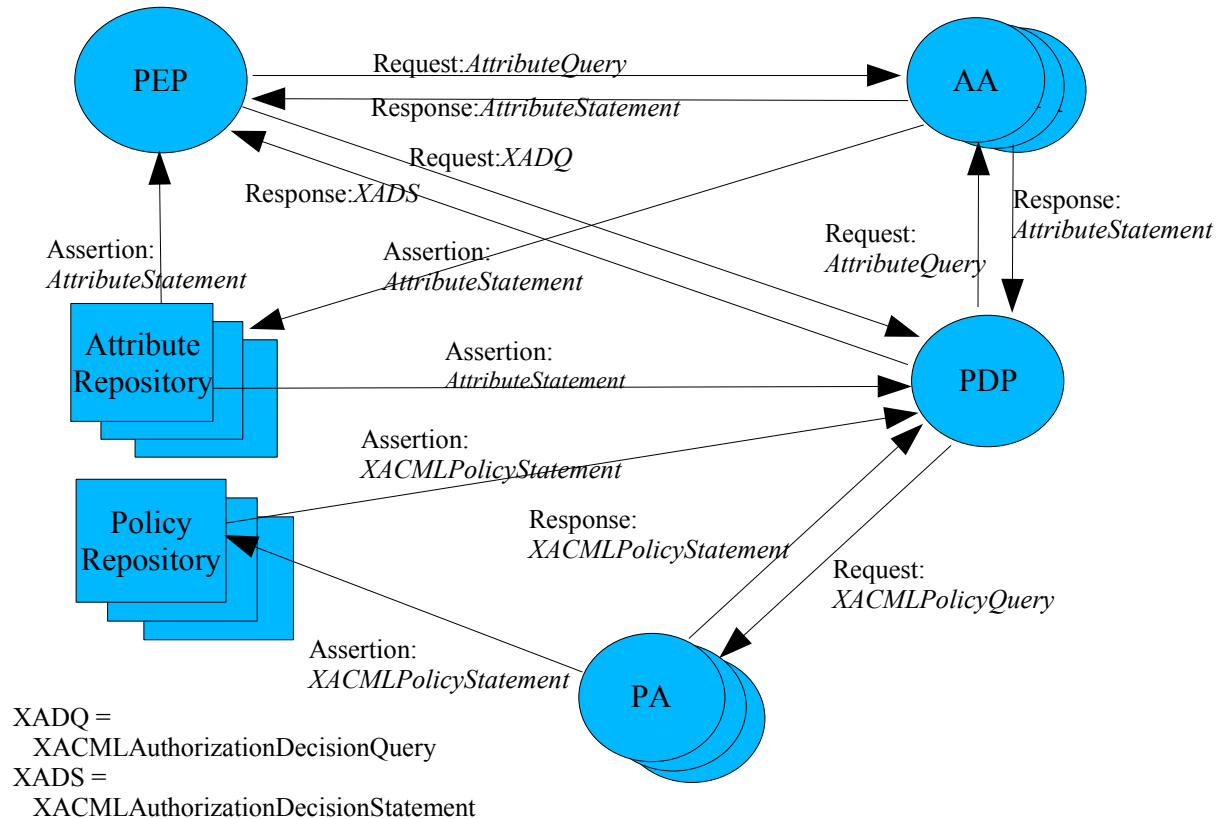 PEP
Request:AttributeQuery
AA
Response:AttributeStatement
Request:XADQ
Response:XADS
Response:
AttributeStatement
Request:
AttributeQuery
Assertion:
AttributeStatement
Assertion:
AttributeStatement
Attribute
Repository
Assertion:
AttributeStatement
PDP
Assertion:
XACMLPolicyStatement
Policy
Repository
Response:
XACMLPolicyStatement
Request:
XACMLPolicyQuery
Assertion:
XACMLPolicyStatement
PA
XADQ =
XACMLAuthorizationDecisionQuery
XADS =
XACMLAuthorizationDecisionStatement